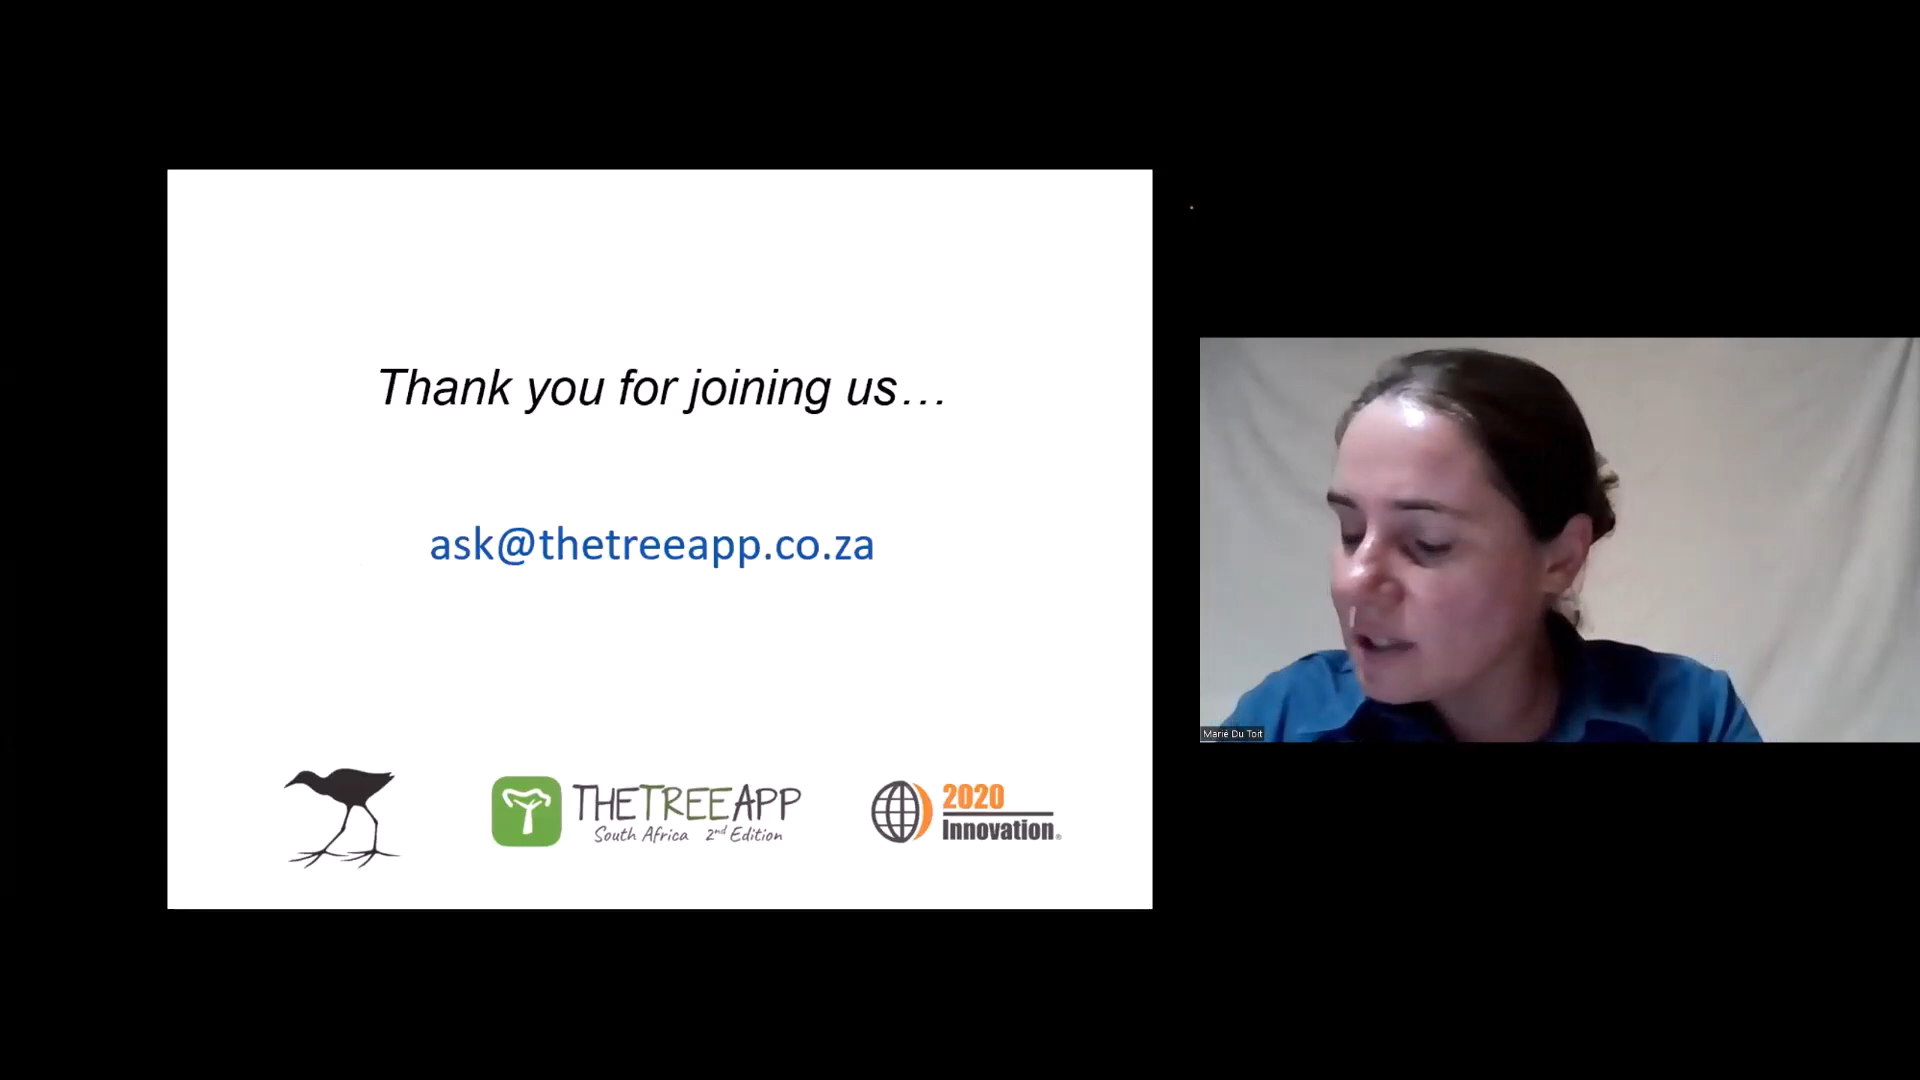 Thank you for joining us…
ask@thetreeapp.co.za
THETREEAPP
South Africa 2nd Edition
2020
Innovation
Marié Du Toit